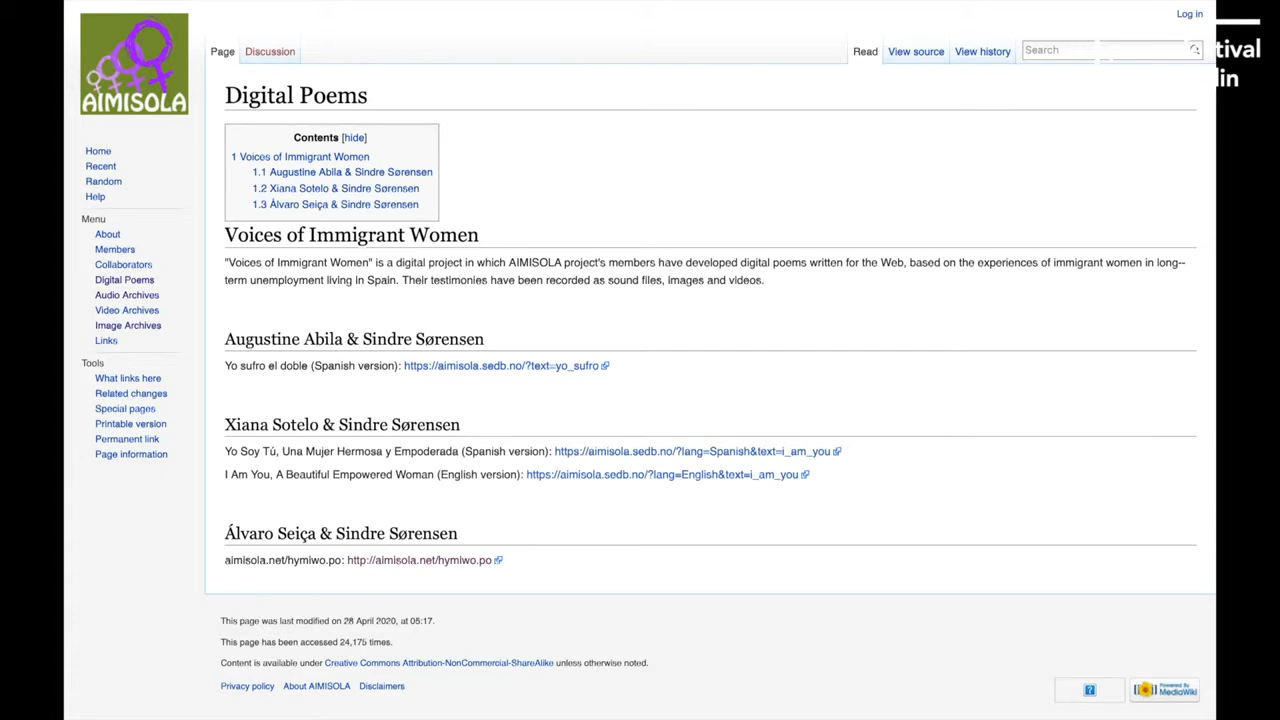 Log in
AIMISOLA
Page
Discussion
Read
View source
View history
Search
tival
lin
Digital Poems
Contents [hide]
1 Voices of Immigrant Women
1.1 Augustine Abila & Sindre Sørensen
1.2 Xiana Sotelo & Sindre Sørensen
1.3 Álvaro Seiça & Sindre Sørensen
Home
Recent
Random
Help
Menu
About
Members
Collaborators
Digital Poems
Audio Archives
Video Archives
Image Archives
Links
Tools
What links here
Related changes
Special pages
Printable version
Permanent link
Page information
Voices of Immigrant Women
"Voices of Immigrant Women" is a digital project in which AIMISOLA project's members have developed digital poems written for the Web, based on the experiences of immigrant women in long--
term unemployment living in Spain. Their testimonies have been recorded as sound files, images and videos.
Augustine Abila & Sindre Sørensen
Yo sufro el doble (Spanish version): https://aimisola.sedb.no/?text=yo_sufro
Xiana Sotelo & Sindre Sørensen
Yo Soy Tú, Una Mujer Hermosa y Empoderada (Spanish version): https://aimisola.sedb.no/?lang=Spanish&text=i_am_you
I Am You, A Beautiful Empowered Woman (English version): https://aimisola.sedb.no/?lang=English&text=i_am_you
Álvaro Seiça & Sindre Sørensen
aimisola.net/hymiwo.po: http://aimisola.net/hymiwo.po
This page was last modified on 28 April 2020, at 05:17.
This page has been accessed 24,175 times.
Content is available under Creative Commons Attribution-NonCommercial-ShareAlike unless otherwise noted.
Privacy policy
About AIMISOLA
Disclaimers
?
Powered By
MediaWiki